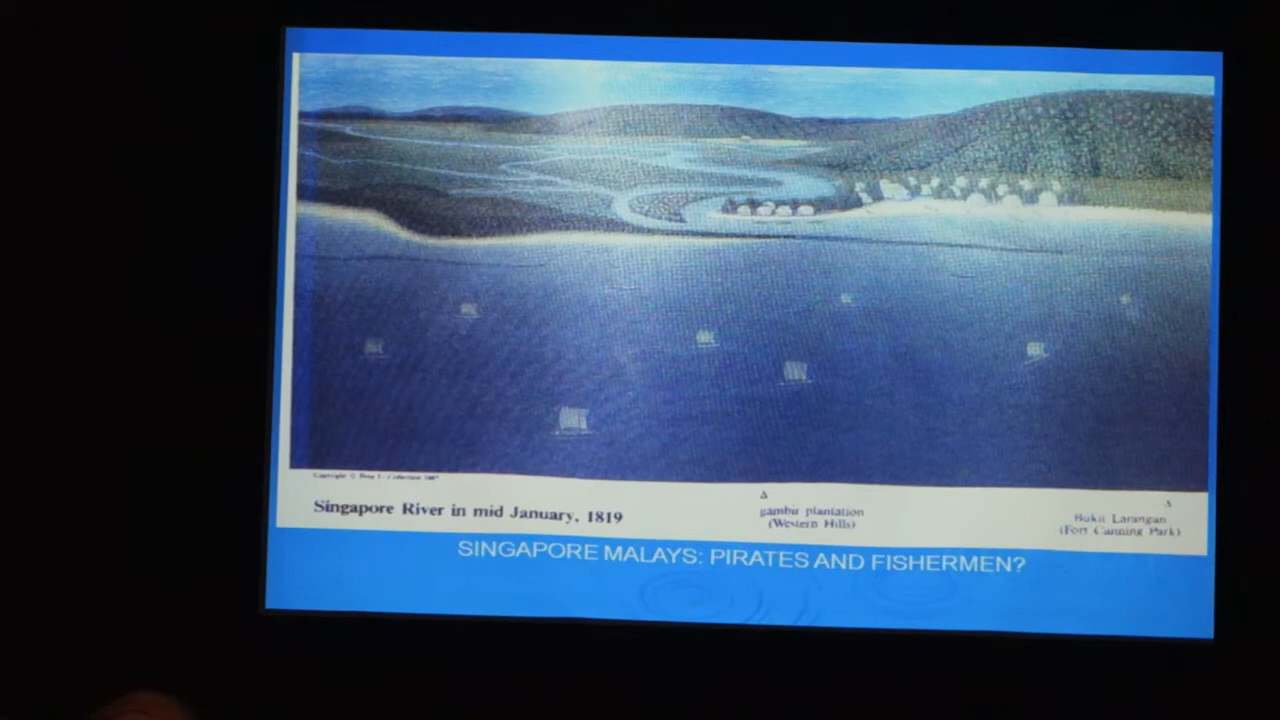 Copyright ©
Singapore River in mid January, 1819
gambir plantation
(Western Hills)
Bukit Larangan
(Fort Canning Park)
SINGAPORE MALAYS: PIRATES AND FISHERMEN?